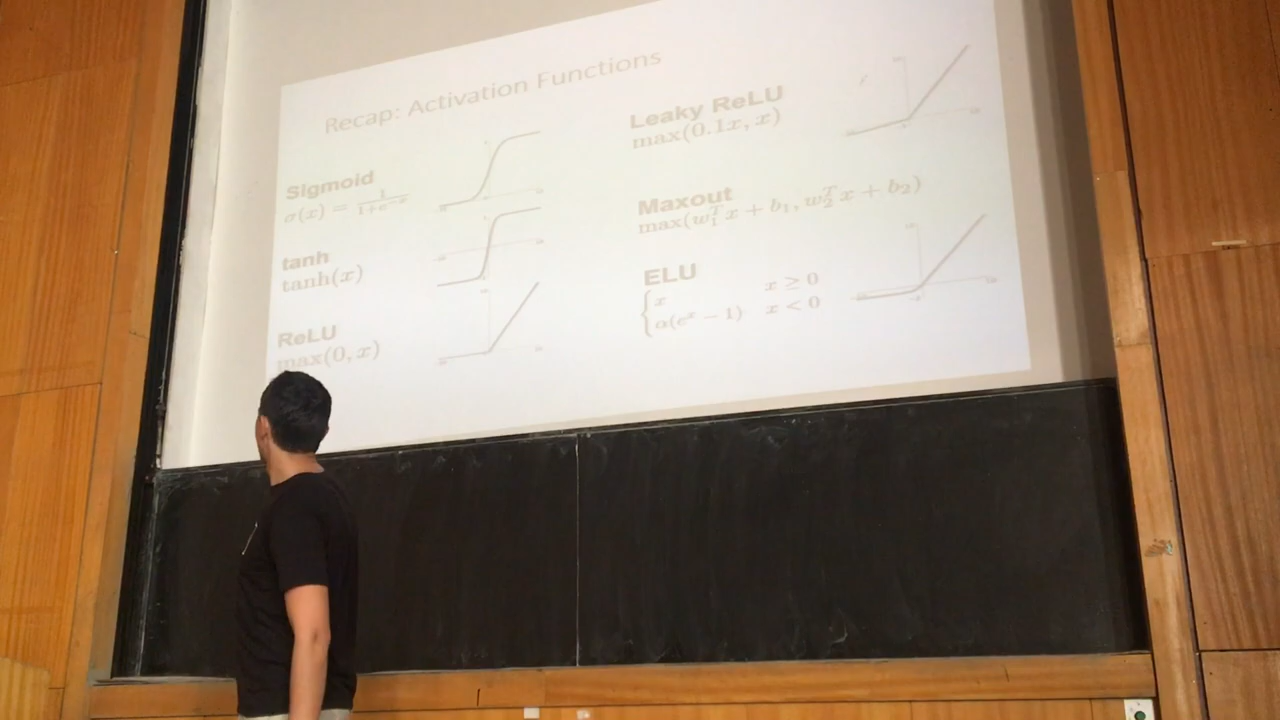 Recap: Activation Functions
Sigmoid
σ(x) = 1/(1+e^−x)
tanh
tanh(x)
ReLU
max(0, x)
Leaky ReLU
max(0.1x, x)
Maxout
max(w₁ᵀx + b₁, w₂ᵀx + b₂)
ELU
{x x ≥ 0
α(eˣ − 1) x < 0